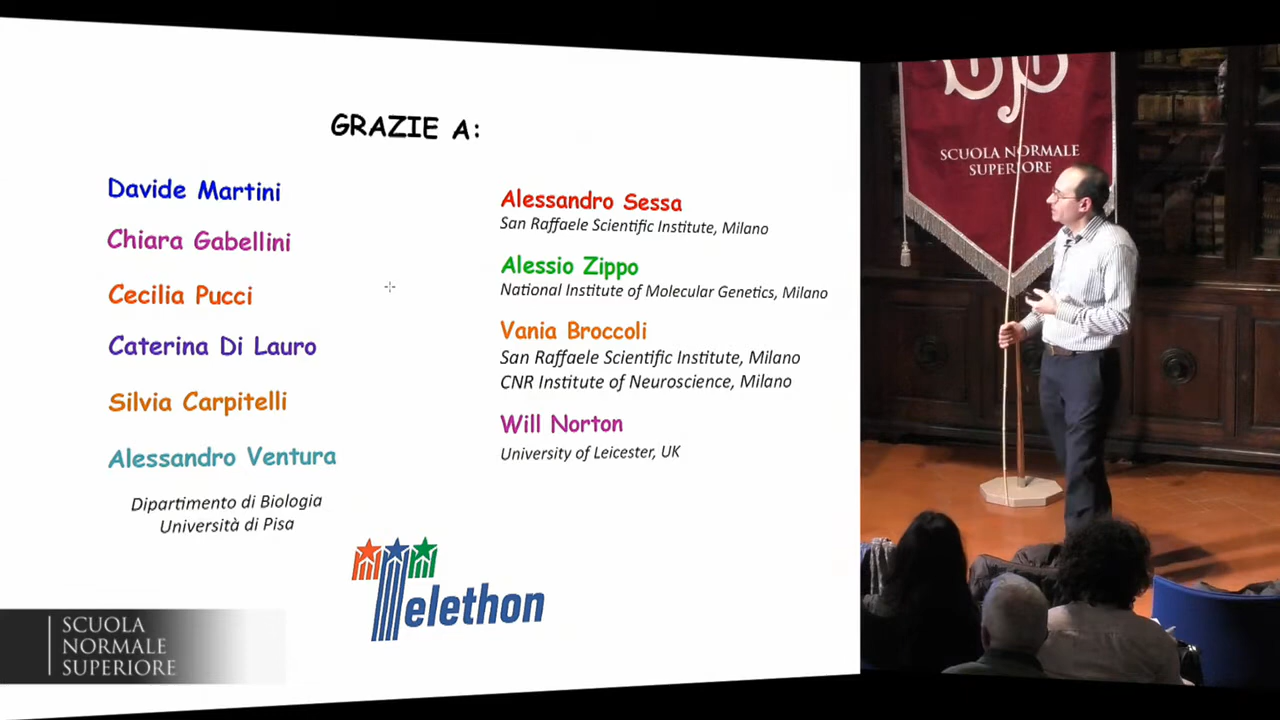 GRAZIE A:
Davide Martini
Chiara Gabellini
Cecilia Pucci
Caterina Di Lauro
Silvia Carpitelli
Alessandro Ventura
Dipartimento di Biologia
Università di Pisa
Alessandro Sessa
San Raffaele Scientific Institute, Milano
Alessio Zippo
National Institute of Molecular Genetics, Milano
Vania Broccoli
San Raffaele Scientific Institute, Milano
CNR Institute of Neuroscience, Milano
Will Norton
University of Leicester, UK
Telethon
SCUOLA
NORMALE
SUPERIORE
SCUOLA NORMALE
SUPERIORE